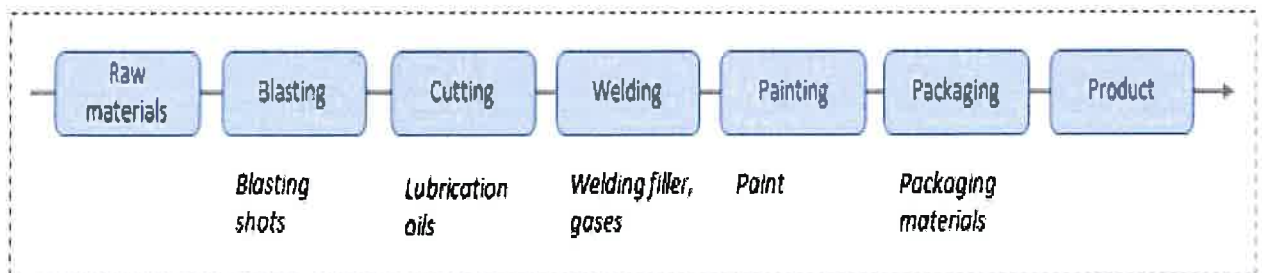 Raw
materials
Blasting
Cutting
Welding
Painting
Packaging
Product
Blasting
shots
Lubrication
oils
Welding filler,
gases
Paint
Packaging
materials